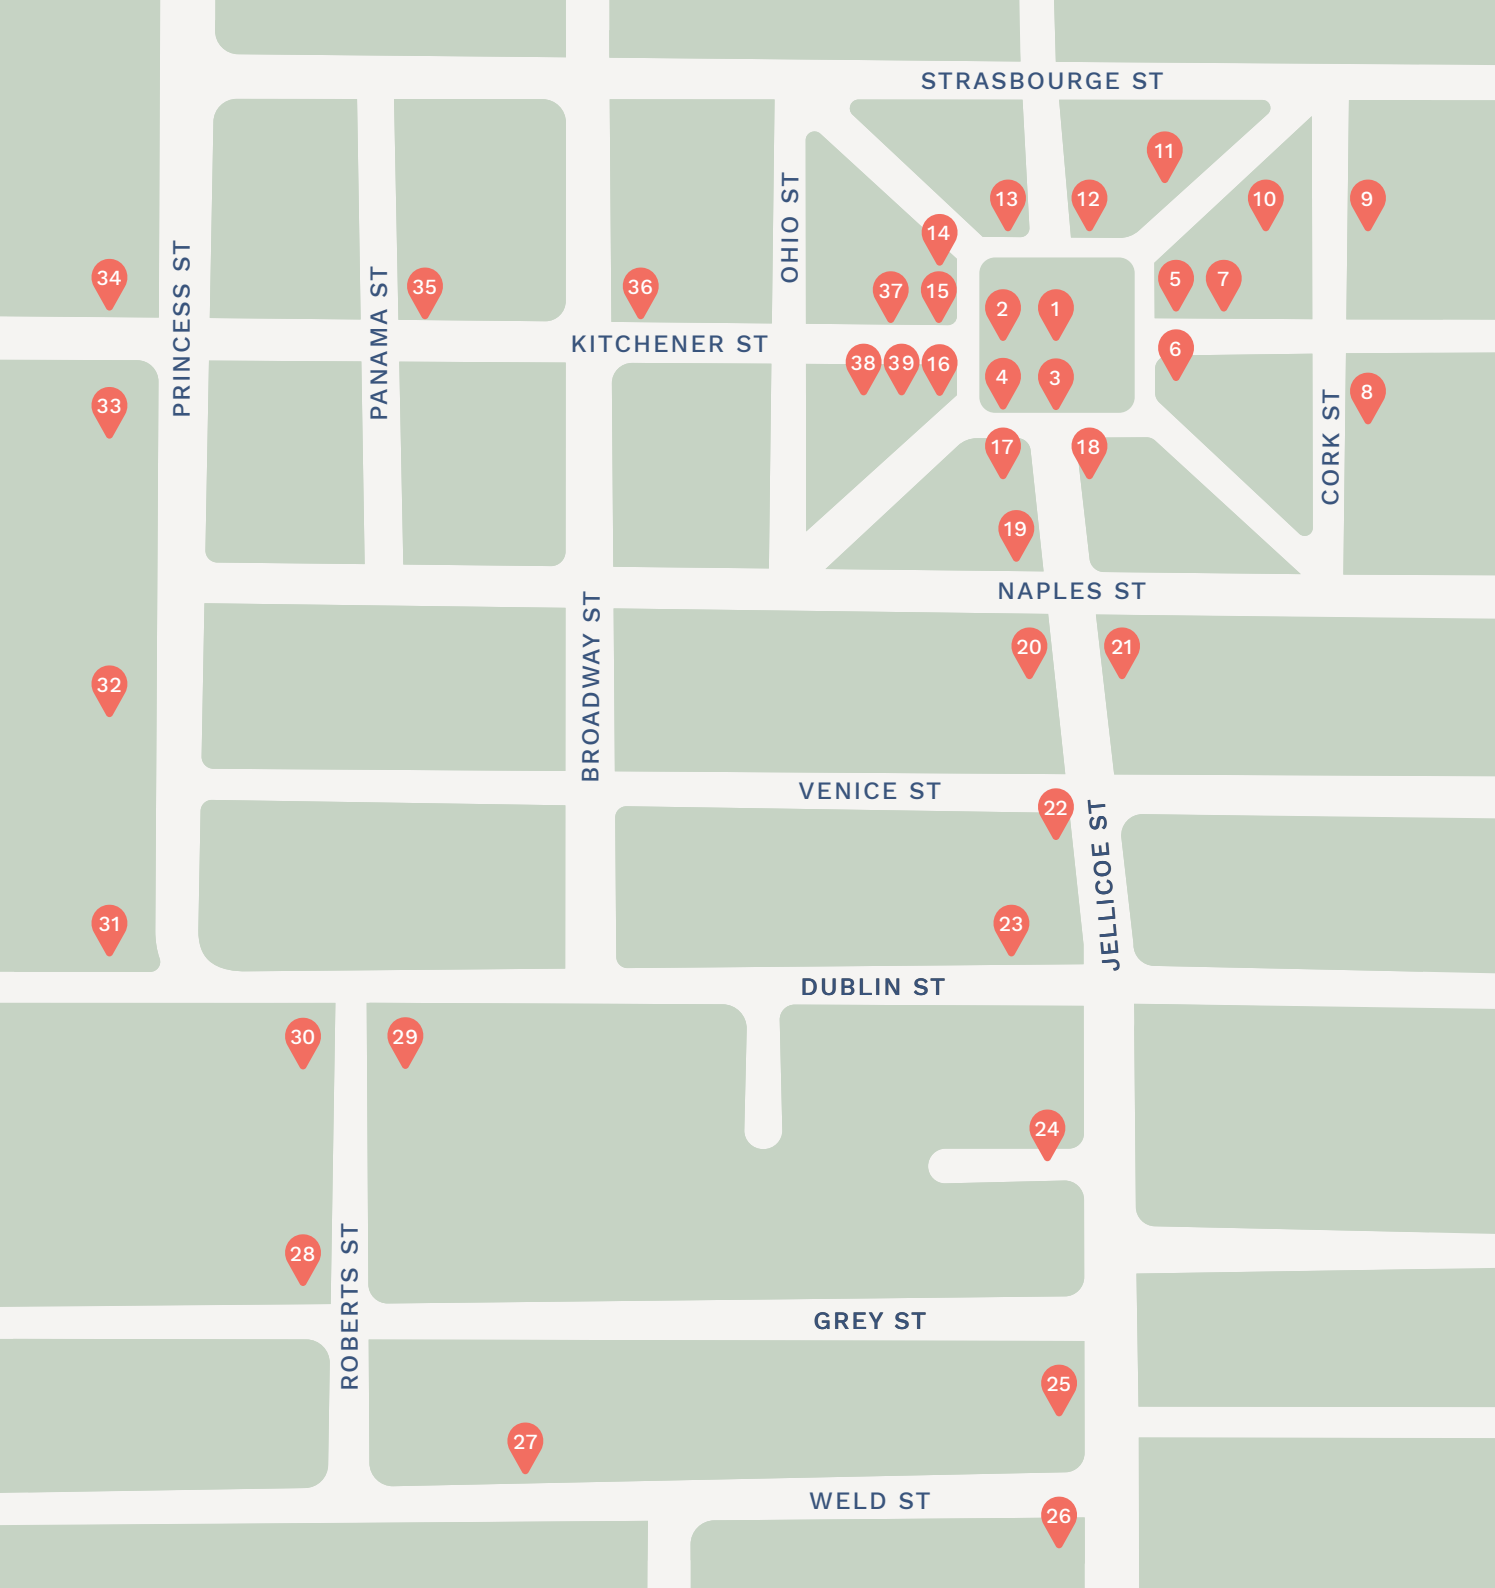 STRASBOURGE ST
11
13
12
10
9
OHIO ST
14
PRINCESS ST
PANAMA ST
34
35
36
37
15
5
7
2
1
KITCHENER ST
6
38
39
16
4
3
8
33
CORK ST
17
18
19
NAPLES ST
BROADWAY ST
20
21
32
VENICE ST
22
JELLICOE ST
31
23
DUBLIN ST
30
29
24
28
ROBERTS ST
GREY ST
25
27
WELD ST
26